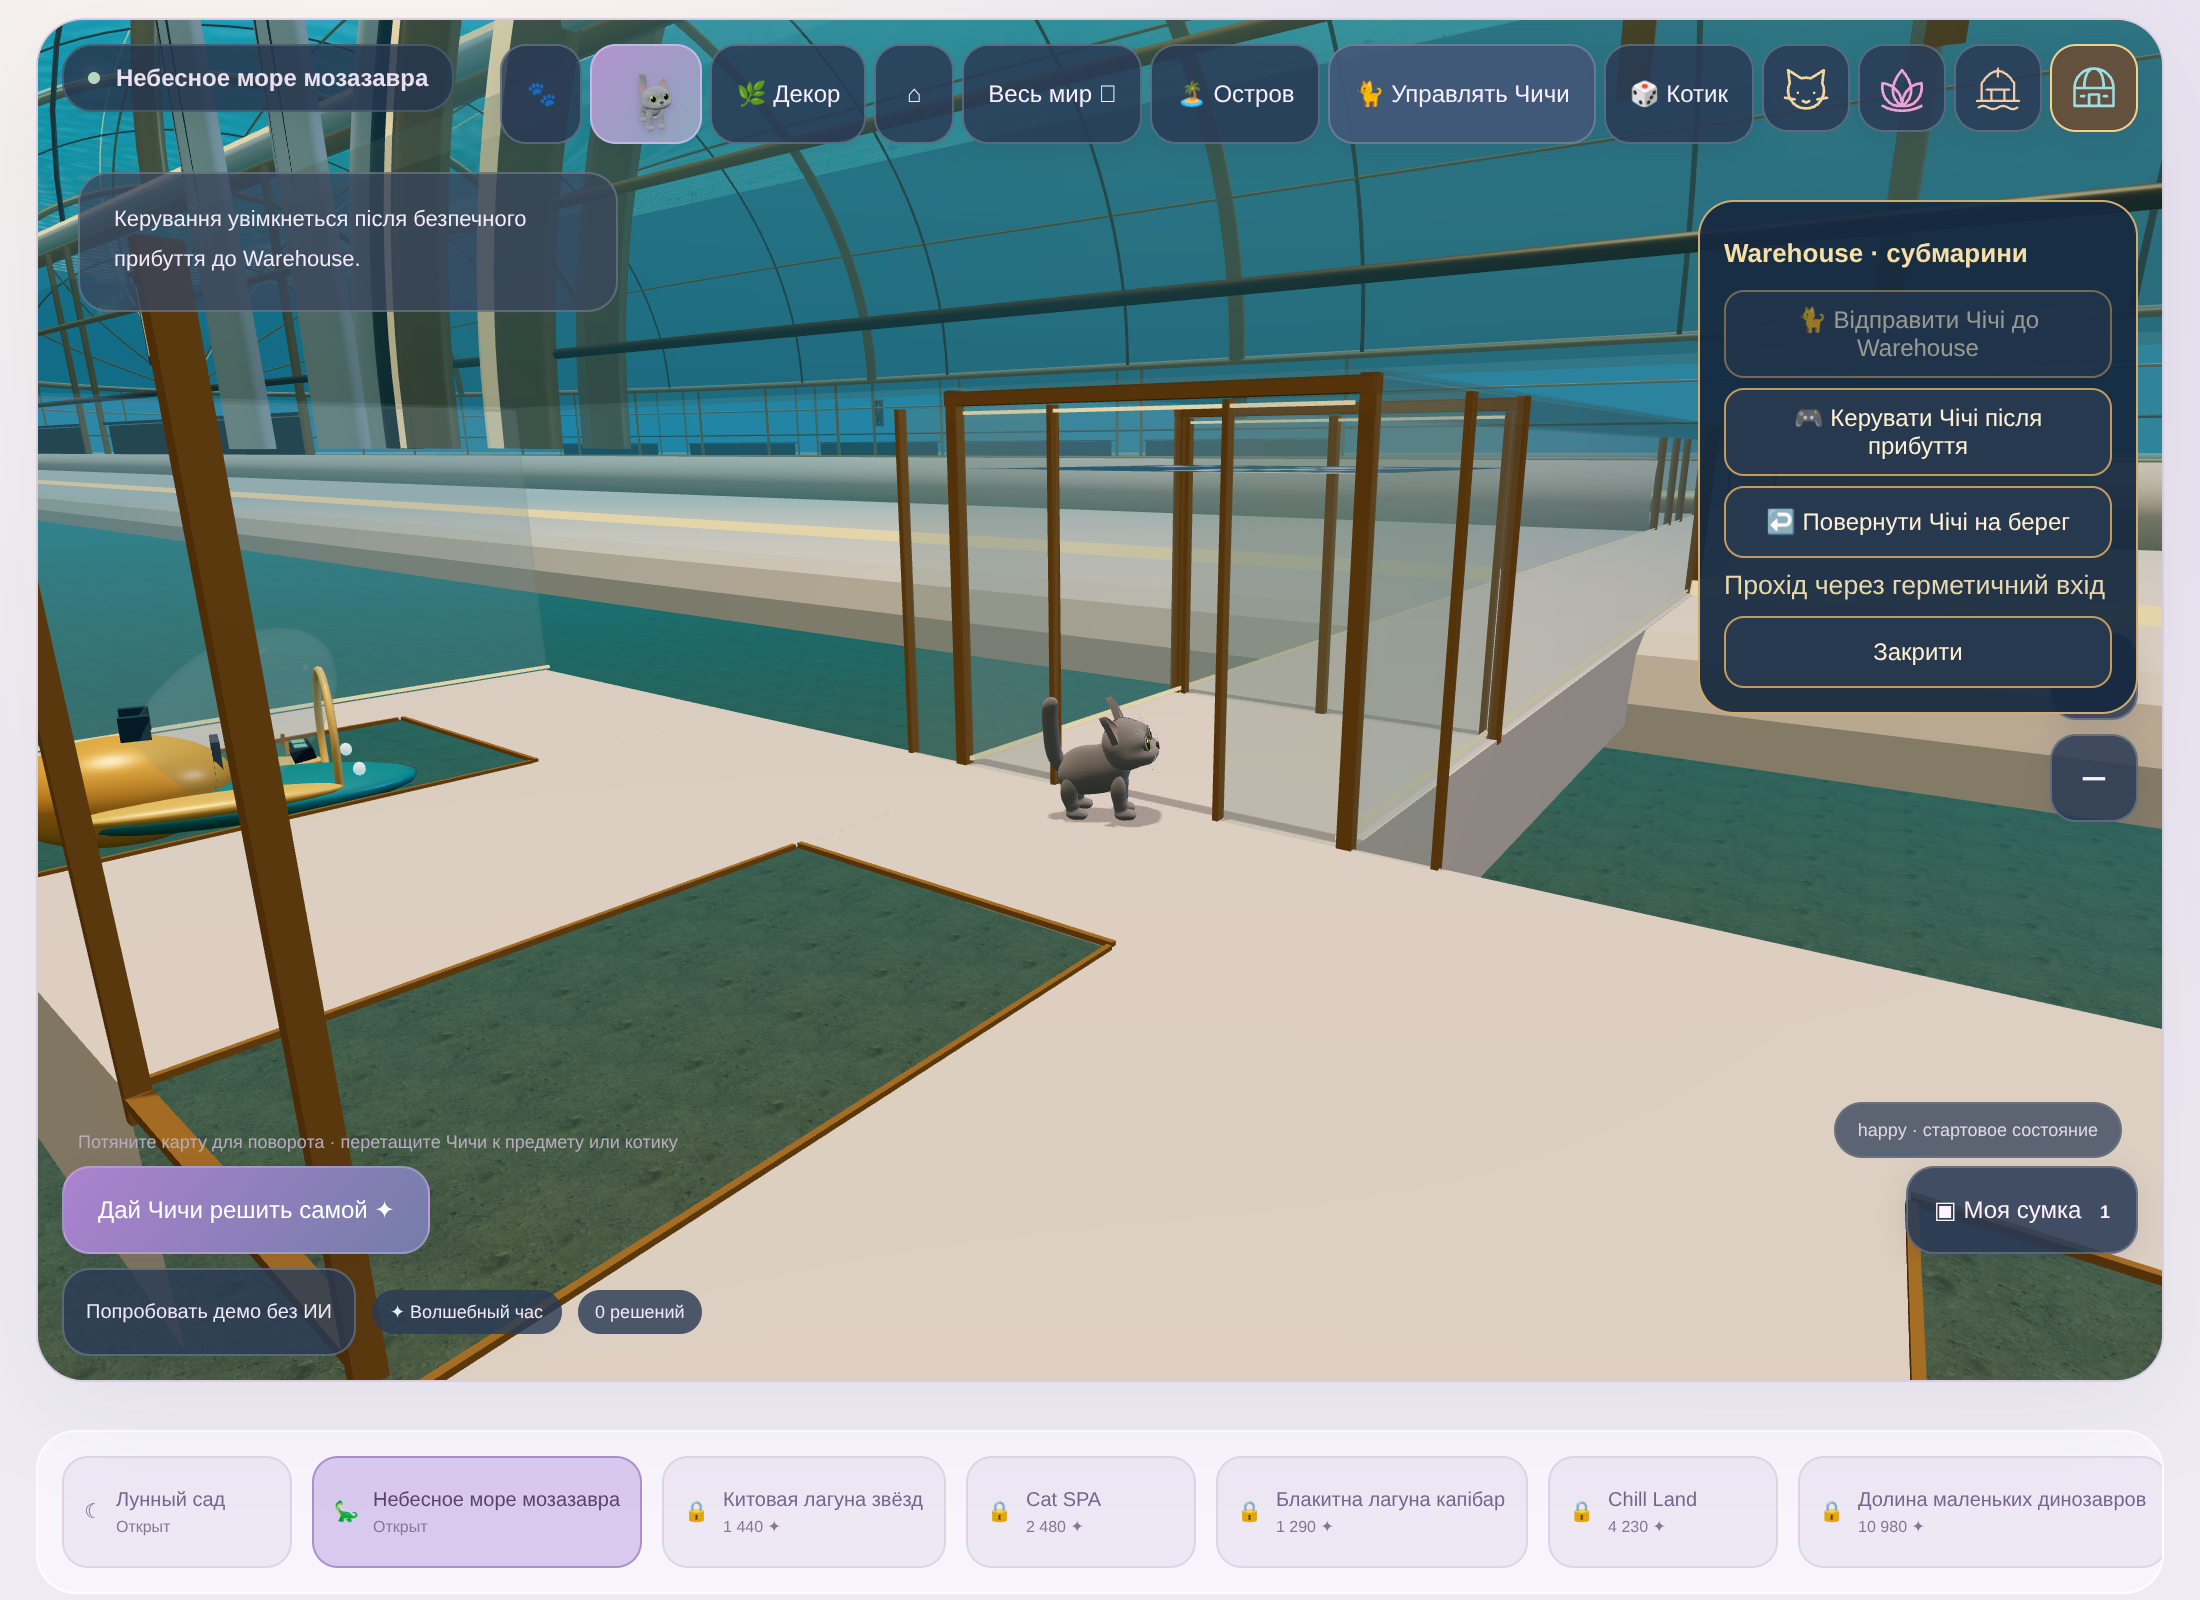 Небесное море мозазавра
🌿 Декор
⌂
Весь мир
🏝️ Остров
🐈 Управлять Чичи
🎲 Котик
Керування увімкнеться після безпечного
прибуття до Warehouse.
Warehouse · субмарини
🐈 Відправити Чічі до
Warehouse
🎮 Керувати Чічі після
прибуття
↩️ Повернути Чічі на берег
Прохід через герметичний вхід
Закрити
−
Потяните карту для поворота · перетащите Чичи к предмету или котику
happy · стартовое состояние
Дай Чичи решить самой ✦
▣ Моя сумка 1
Попробовать демо без ИИ
✦ Волшебный час
0 решений
☾ Лунный сад
Открыт
Небесное море мозазавра
Открыт
Китовая лагуна звёзд
1 440 ✦
Cat SPA
2 480 ✦
Блакитна лагуна капібар
1 290 ✦
Chill Land
4 230 ✦
Долина маленьких динозавров
10 980 ✦